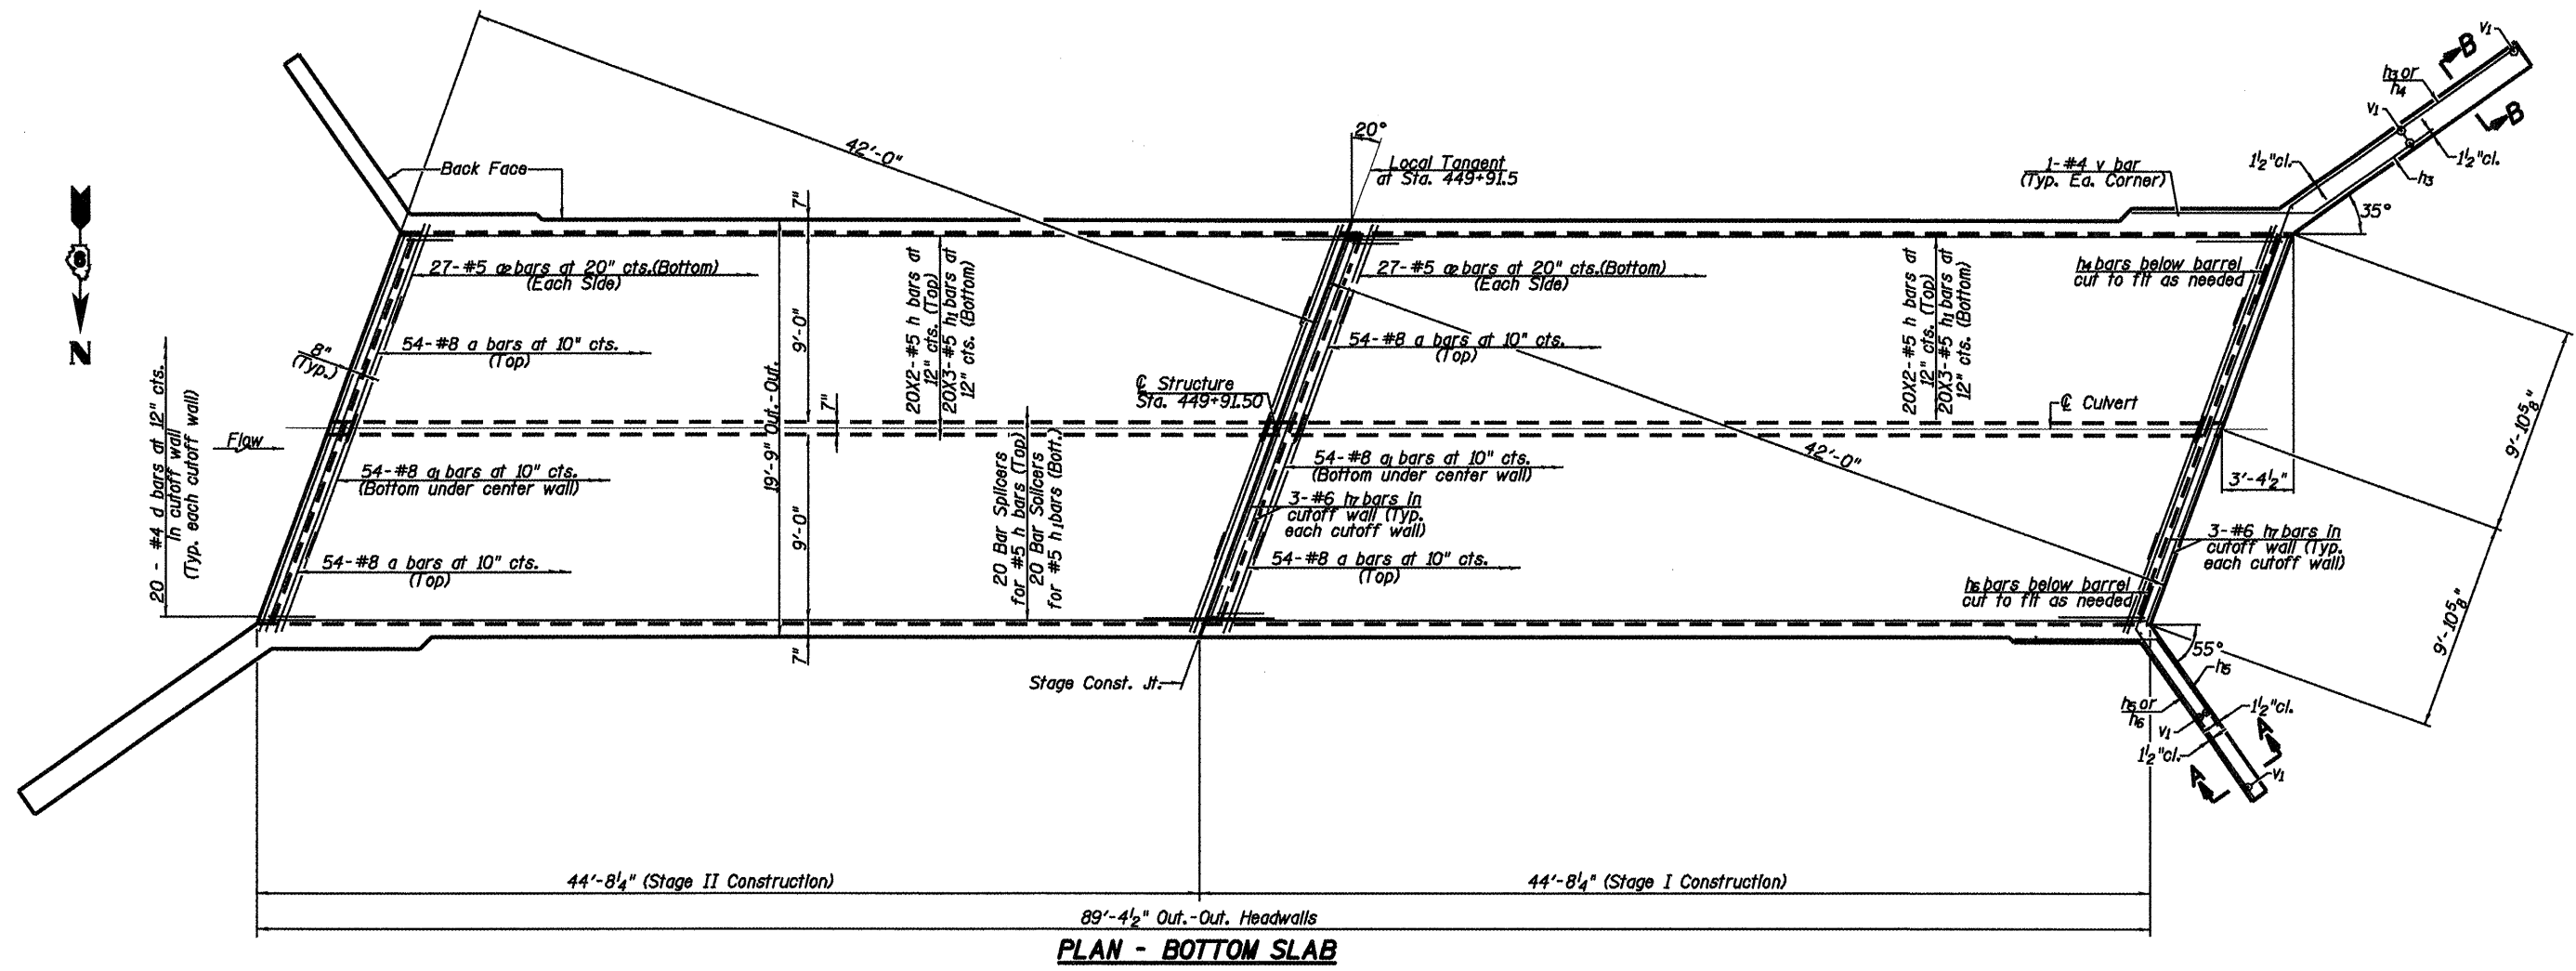 V1
B
h3 or
h4
V1
B
1½"cl.
1½"cl.
h3
35°
20°
42'-0"
Local Tangent
at Sta. 449+91.5
1-#4 v bar
(Typ. Ea. Corner)
Back Face
7"
N
27-#5 a2 bars at 20" cts.(Bottom)
(Each Side)
9'-0"
20X2-#5 h bars at
12" cts. (Top)
20X3-#5 h1 bars at
12" cts. (Bottom)
27-#5 a2 bars at 20" cts.(Bottom)
(Each Side)
20X2-#5 h bars at
12" cts. (Top)
20X3-#5 h1 bars at
12" cts. (Bottom)
h4 bars below barrel
cut to fit as needed
8"
(Typ.)
54-#8 a bars at 10" cts.
(Top)
54-#8 a bars at 10" cts.
(Top)
℄ Structure
Sta. 449+91.50
7"
℄ Culvert
9'-10⅝"
20 - #4 d bars at 12" cts.
in cutoff wall
(Typ. each cutoff wall)
Flow
54-#8 a1 bars at 10" cts.
(Bottom under center wall)
19'-9" Out.-Out.
20 Bar Splicers
for #5 h bars (Top)
20 Bar Splicers
for #5 h1 bars (Bott.)
54-#8 a1 bars at 10" cts.
(Bottom under center wall)
42'-0"
3'-4½"
3-#6 h7 bars in
cutoff wall (Typ.
each cutoff wall)
3-#6 h7 bars in
cutoff wall (Typ.
each cutoff wall)
9'-0"
54-#8 a bars at 10" cts.
(Top)
54-#8 a bars at 10" cts.
(Top)
h6 bars below barrel
cut to fit as needed
9'-10⅝"
7"
Stage Const. Jt.
55°
h5
h5 or
h6
V1
1½"cl.
1½"cl.
A
A
V1
44'-8¼" (Stage II Construction)
44'-8¼" (Stage I Construction)
89'-4½" Out.-Out. Headwalls
PLAN - BOTTOM SLAB